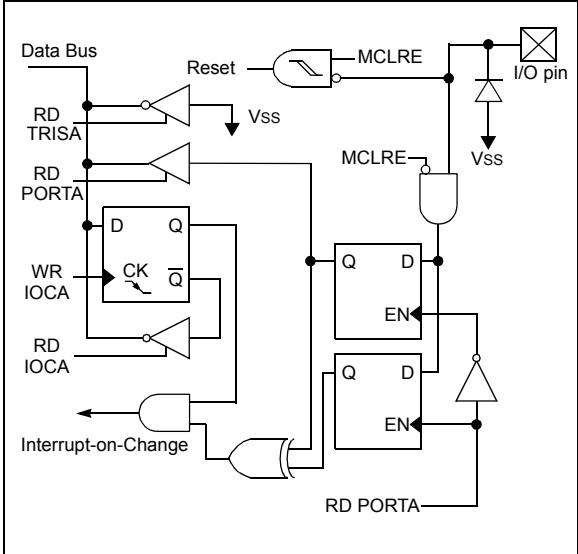 Data Bus
Reset
MCLRE
I/O pin
RD
TRISA
VSS
VSS
RD
PORTA
MCLRE
D
Q
WR
IOCA
CK
Q̅
Q
D
EN
RD
IOCA
Q
D
EN
Interrupt-on-Change
RD PORTA